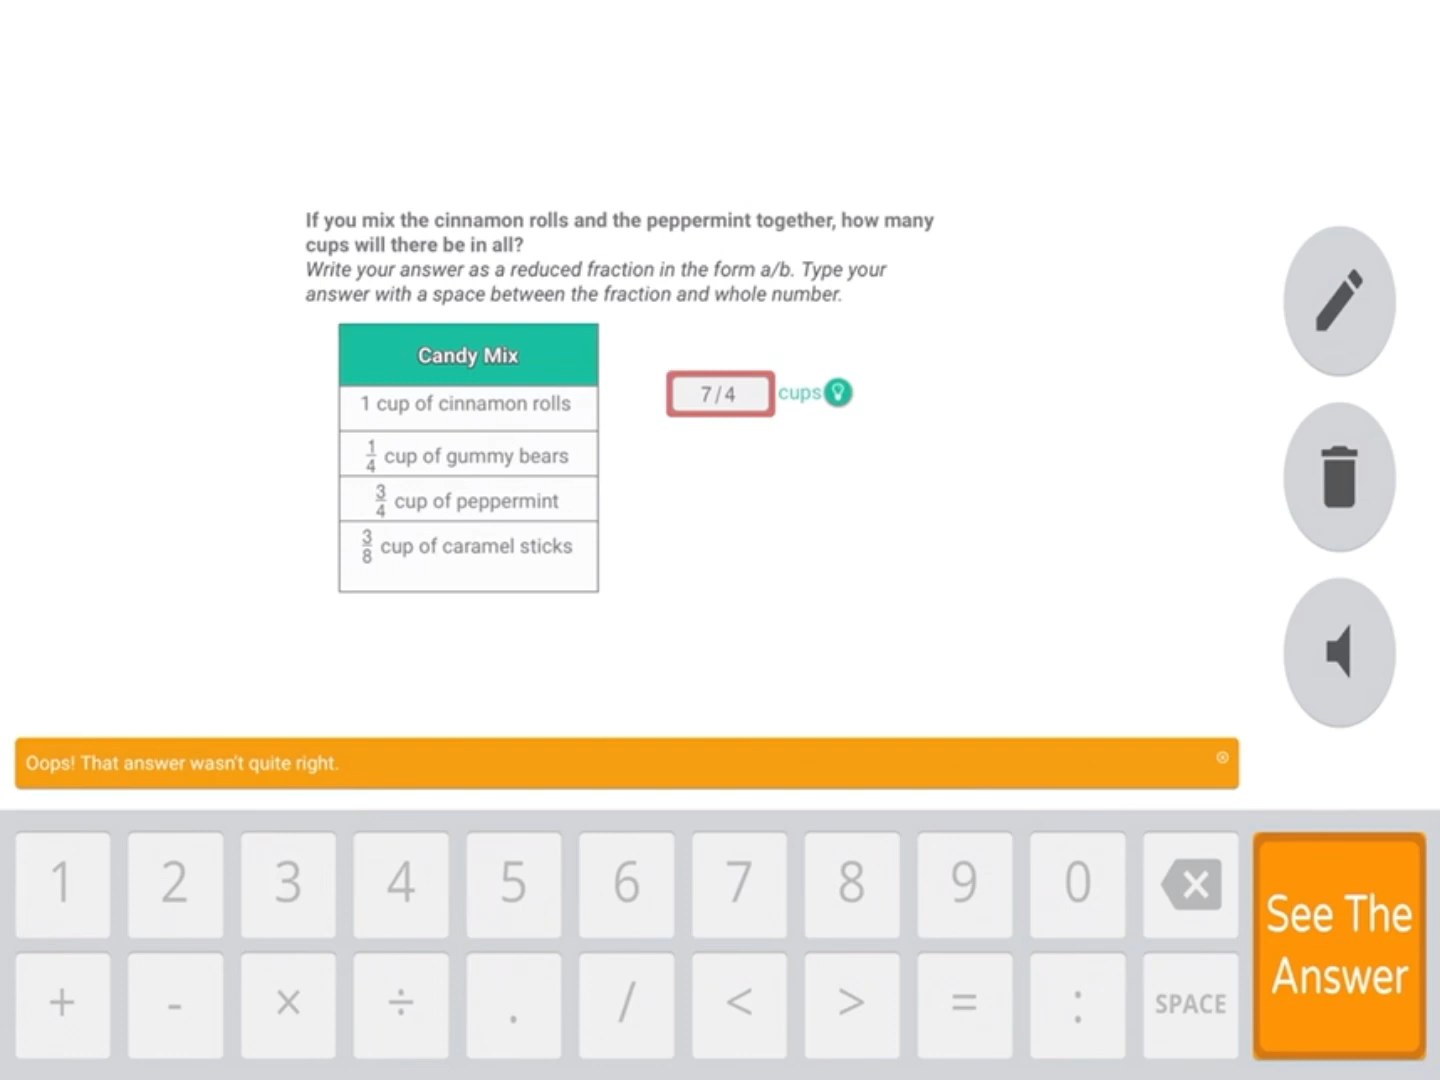 If you mix the cinnamon rolls and the peppermint together, how many
cups will there be in all?
Write your answer as a reduced fraction in the form a/b. Type your
answer with a space between the fraction and whole number.
Candy Mix
1 cup of cinnamon rolls
1/4 cup of gummy bears
3/4 cup of peppermint
3/8 cup of caramel sticks
7/4 cups
Oops! That answer wasn't quite right.
1 2 3 4 5 6 7 8 9 0
+ - × ÷ . / < > = : SPACE
See The
Answer